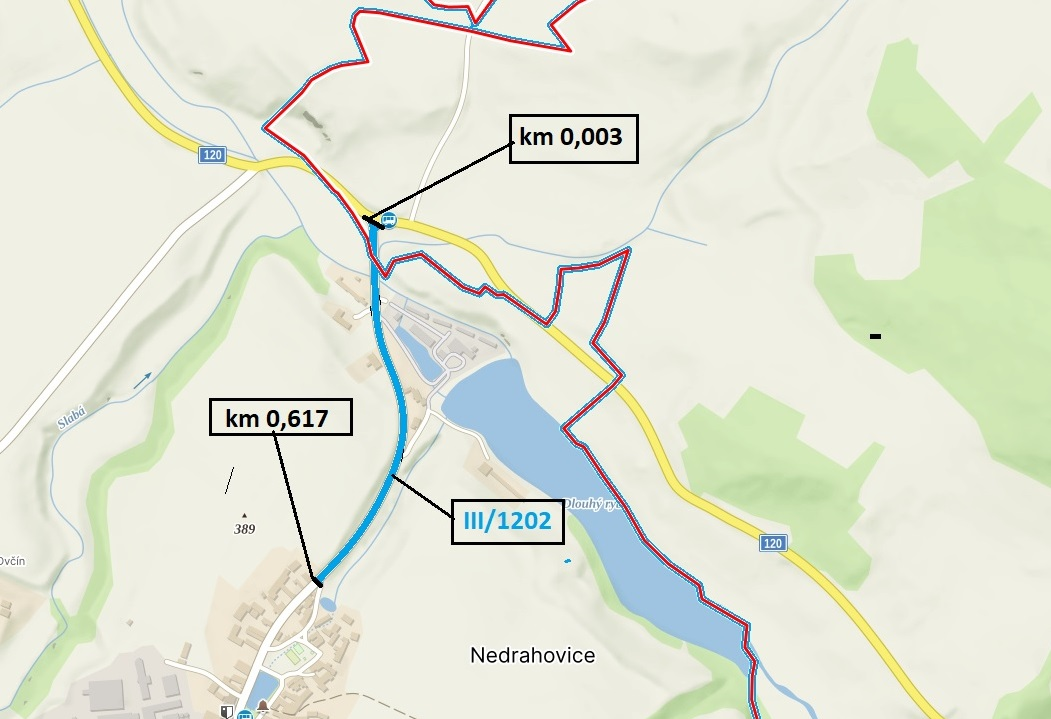 km 0,003
120
km 0,617
Slabá
III/1202
Dlouhý ry
389
120
Ovčín
Nedrahovice